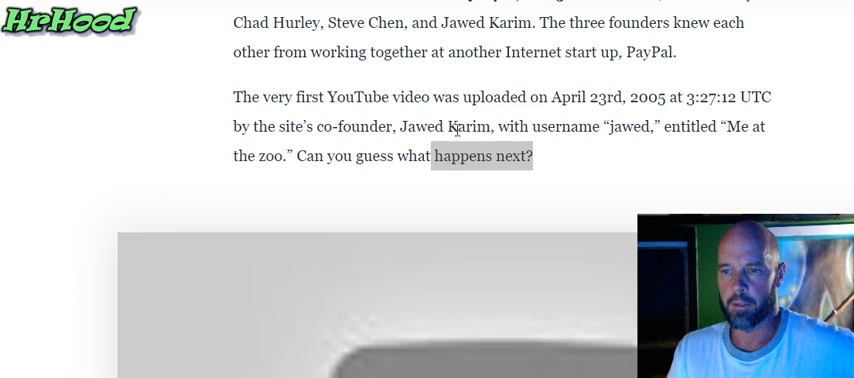 HrHood
Chad Hurley, Steve Chen, and Jawed Karim. The three founders knew each
other from working together at another Internet start up, PayPal.
The very first YouTube video was uploaded on April 23rd, 2005 at 3:27:12 UTC
by the site’s co-founder, Jawed Karim, with username “jawed,” entitled “Me at
the zoo.” Can you guess what happens next?